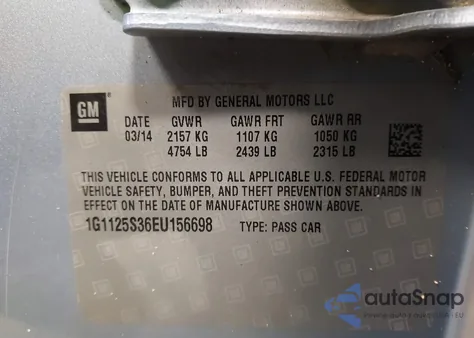 GM
MFD BY GENERAL MOTORS LLC
DATE GVWR GAWR FRT GAWR RR
03/14 2157 KG 1107 KG 1050 KG
4754 LB 2439 LB 2315 LB
THIS VEHICLE CONFORMS TO ALL APPLICABLE U.S. FEDERAL MOTOR
VEHICLE SAFETY, BUMPER, AND THEFT PREVENTION STANDARDS IN
EFFECT ON THE DATE OF MANUFACTURE SHOWN ABOVE.
1G1125S36EU156698 TYPE: PASS CAR
autoSnap